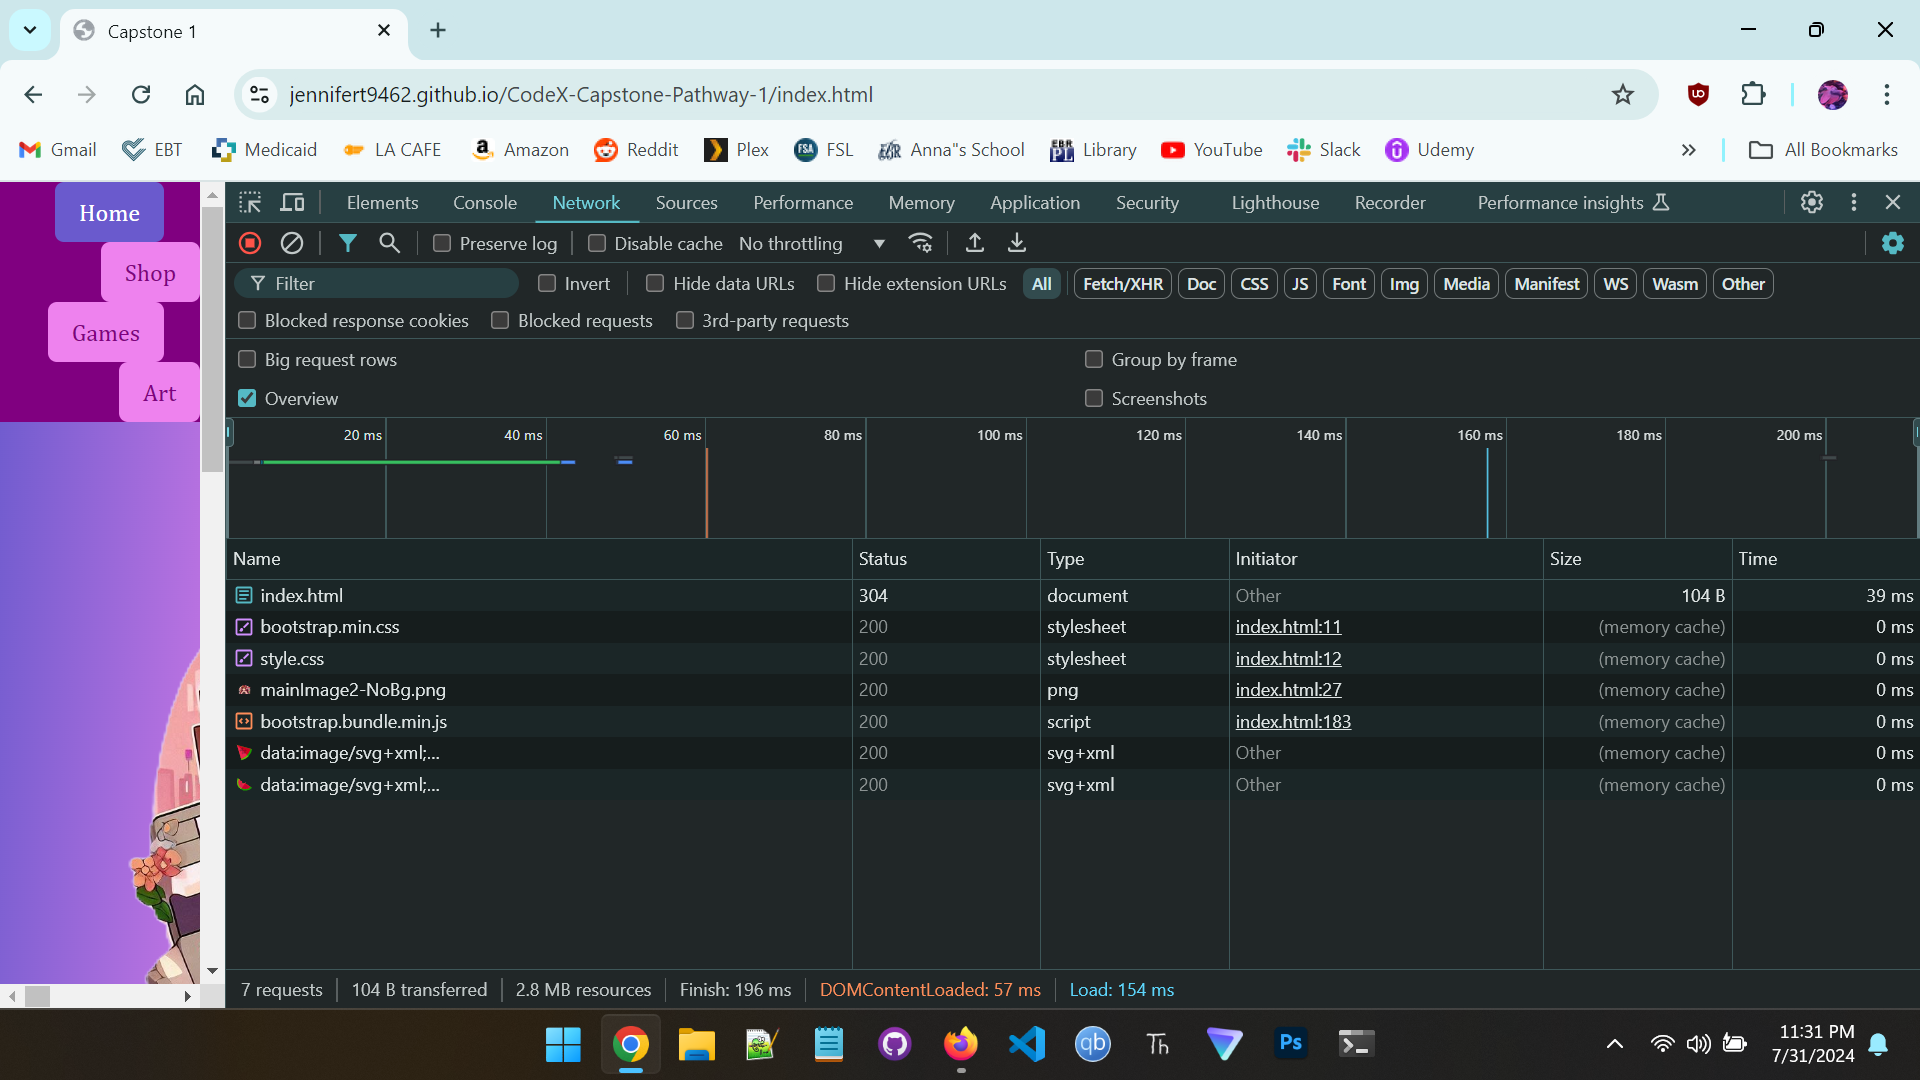 Capstone 1
jennifert9462.github.io/CodeX-Capstone-Pathway-1/index.html
Gmail EBT Medicaid LA CAFE Amazon Reddit Plex FSL Anna"s School Library YouTube Slack Udemy » All Bookmarks
Home
Shop
Games
Art
Elements Console Network Sources Performance Memory Application Security Lighthouse Recorder Performance insights
Preserve log Disable cache No throttling
Filter Invert Hide data URLs Hide extension URLs All Fetch/XHR Doc CSS JS Font Img Media Manifest WS Wasm Other
Blocked response cookies Blocked requests 3rd-party requests
Big request rows Group by frame
Overview Screenshots
20 ms 40 ms 60 ms 80 ms 100 ms 120 ms 140 ms 160 ms 180 ms 200 ms
Name Status Type Initiator Size Time
index.html 304 document Other 104 B 39 ms
bootstrap.min.css 200 stylesheet index.html:11 (memory cache) 0 ms
style.css 200 stylesheet index.html:12 (memory cache) 0 ms
mainImage2-NoBg.png 200 png index.html:27 (memory cache) 0 ms
bootstrap.bundle.min.js 200 script index.html:183 (memory cache) 0 ms
data:image/svg+xml;... 200 svg+xml Other (memory cache) 0 ms
data:image/svg+xml;... 200 svg+xml Other (memory cache) 0 ms
7 requests 104 B transferred 2.8 MB resources Finish: 196 ms DOMContentLoaded: 57 ms Load: 154 ms
qb Th Ps
11:31 PM
7/31/2024